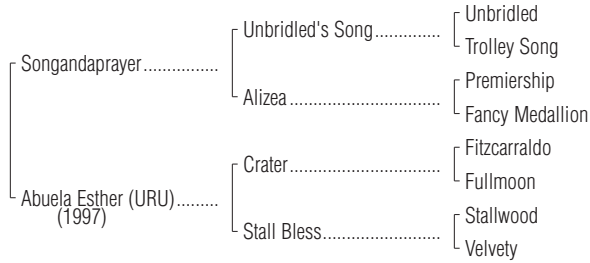 Unbridled
Unbridled's Song..............
Trolley Song
Songandaprayer................
Premiership
Alizea................................
Fancy Medallion
Fitzcarraldo
Crater................................
Fullmoon
Abuela Esther (URU).........
(1997)
Stallwood
Stall Bless.........................
Velvety